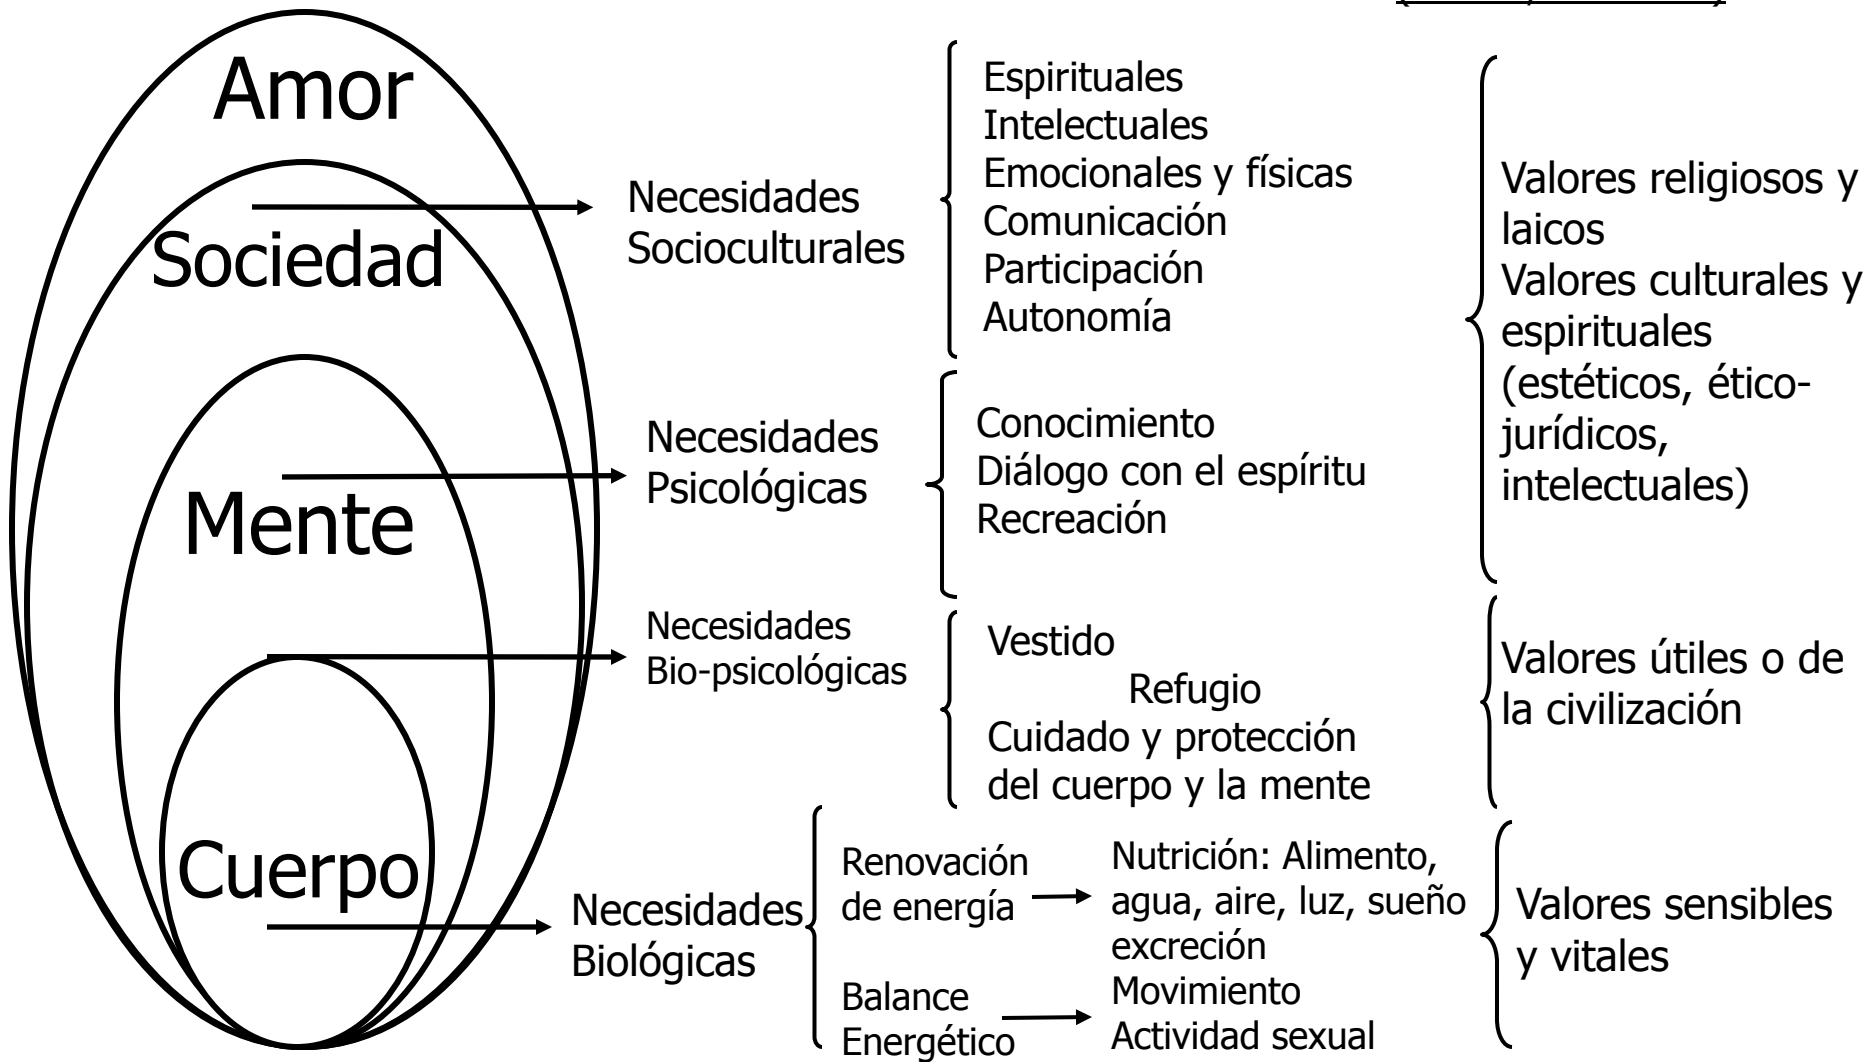 Amor
Sociedad
Mente
Cuerpo
Necesidades
Socioculturales
Espirituales
Intelectuales
Emocionales y físicas
Comunicación
Participación
Autonomía
Necesidades
Psicológicas
Conocimiento
Diálogo con el espíritu
Recreación
Valores religiosos y
laicos
Valores culturales y
espirituales
(estéticos, ético-
jurídicos,
intelectuales)
Necesidades
Bio-psicológicas
Vestido
Refugio
Cuidado y protección
del cuerpo y la mente
Valores útiles o de
la civilización
Necesidades
Biológicas
Renovación
de energía
Nutrición: Alimento,
agua, aire, luz, sueño
excreción
Balance
Energético
Movimiento
Actividad sexual
Valores sensibles
y vitales